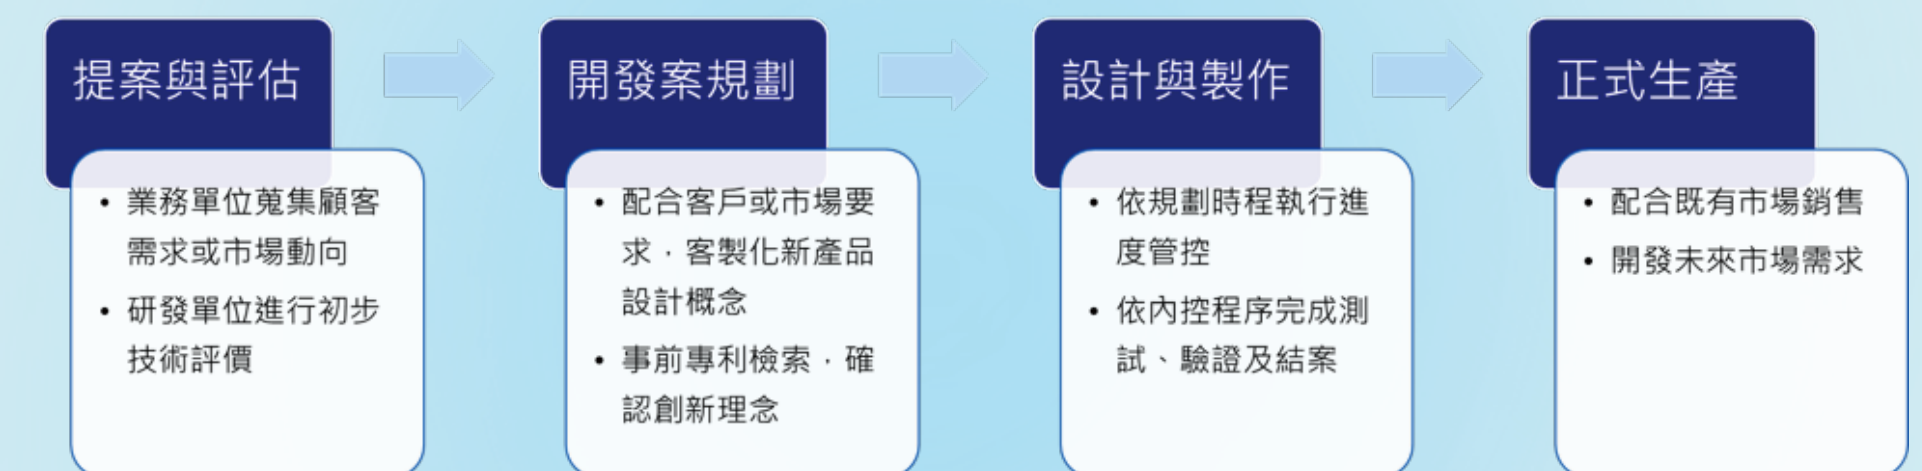 提案與評估
• 業務單位蒐集顧客
需求或市場動向
• 研發單位進行初步
技術評價
開發案規劃
• 配合客戶或市場要
求，客製化新產品
設計概念
• 事前專利檢索，確
認創新理念
設計與製作
• 依規劃時程執行進
度管控
• 依內控程序完成測
試、驗證及結案
正式生產
• 配合既有市場銷售
• 開發未來市場需求